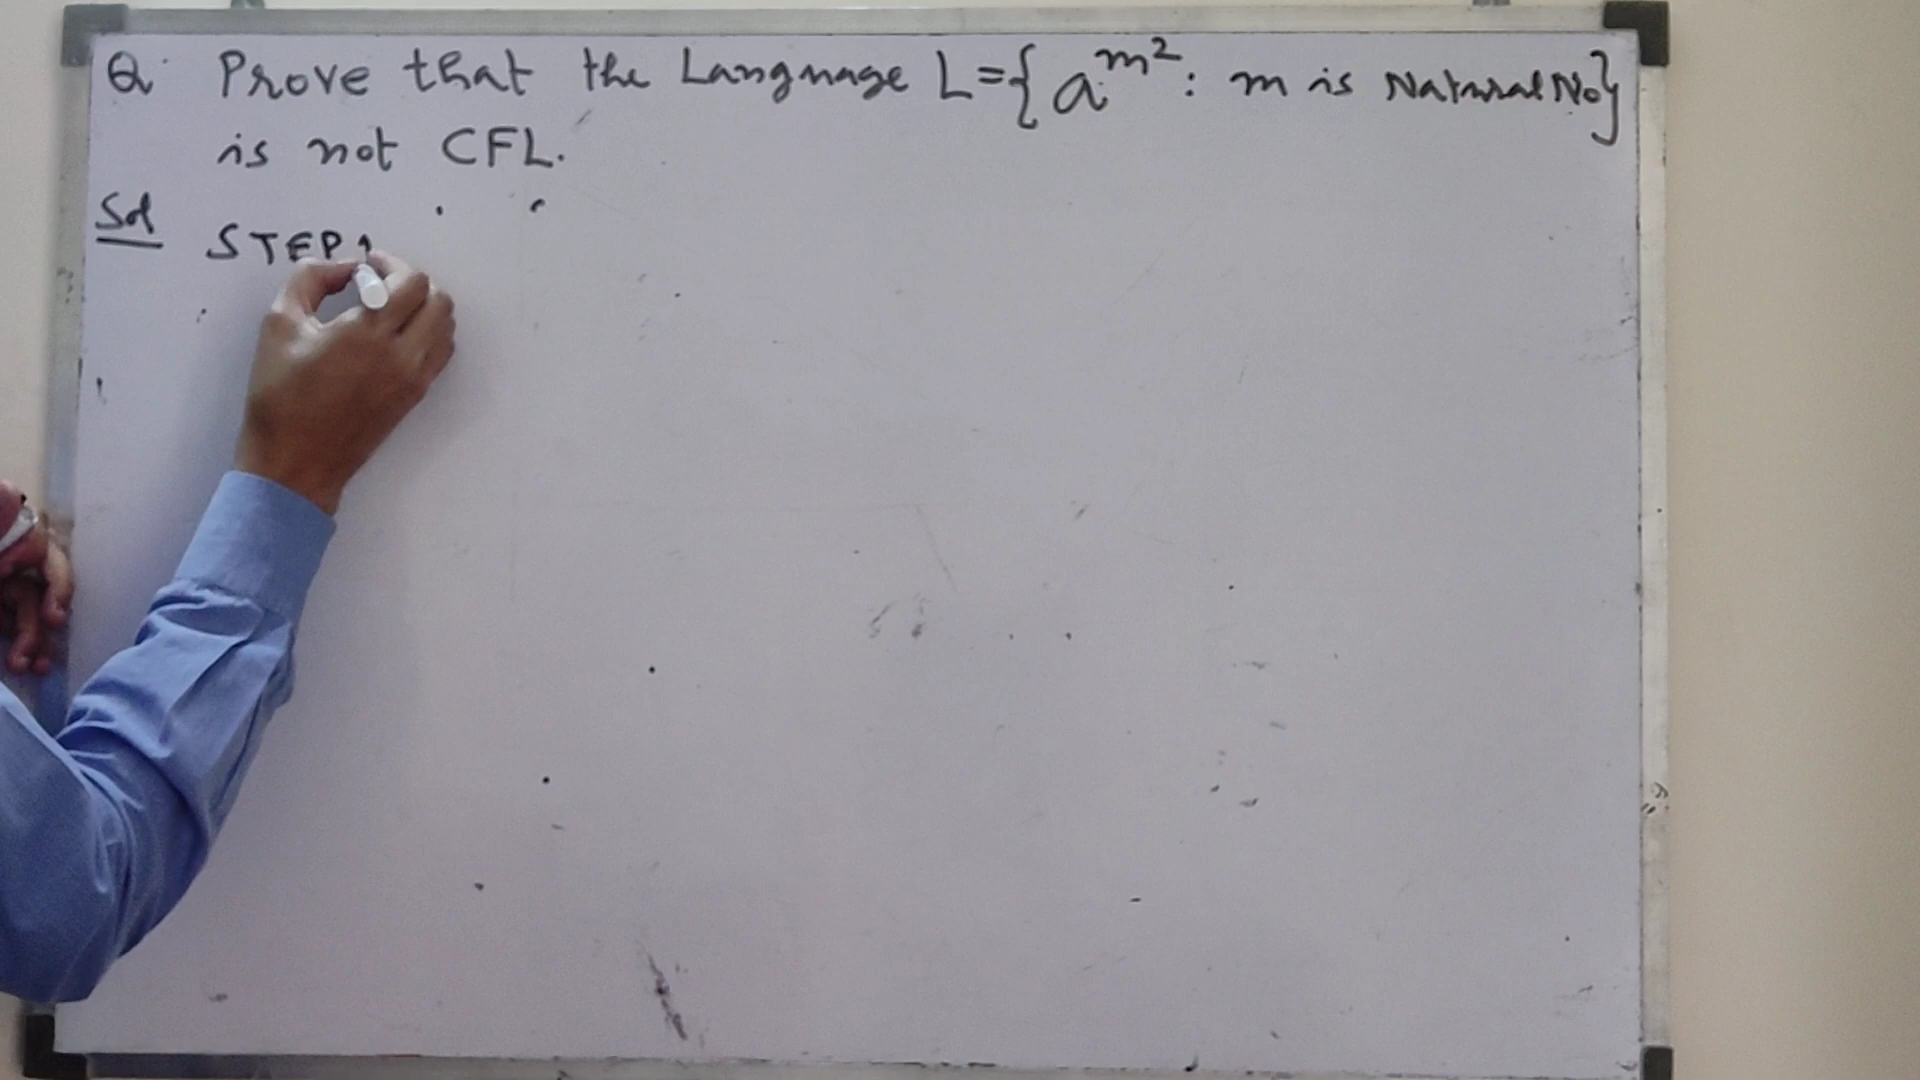 Q. Prove that the Language L={a^m²: m is Natural No}
is not CFL.
Sol STEP1